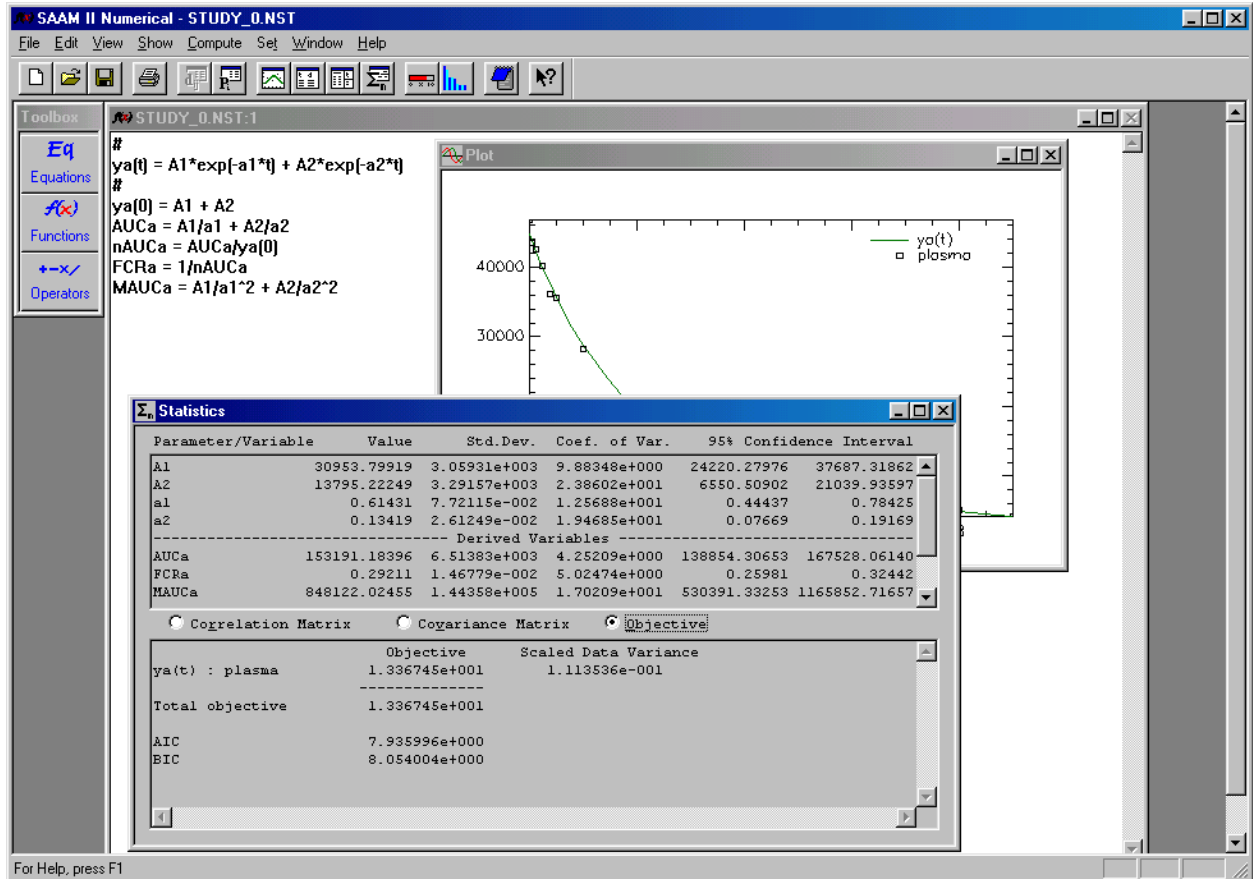 SAAM II Numerical - STUDY_0.NST
File Edit View Show Compute Set Window Help
Toolbox
Eq
Equations
f(x)
Functions
+-×/
Operators
STUDY_0.NST:1
#
ya(t) = A1*exp(-a1*t) + A2*exp(-a2*t)
#
ya(0) = A1 + A2
AUCa = A1/a1 + A2/a2
nAUCa = AUCa/ya(0)
FCRa = 1/nAUCa
MAUCa = A1/a1^2 + A2/a2^2
Plot
ya(t)
plasma
40000
30000
Σn Statistics
Parameter/Variable Value Std.Dev. Coef. of Var. 95% Confidence Interval
A1 30953.79919 3.05931e+003 9.88348e+000 24220.27976 37687.31862
A2 13795.22249 3.29157e+003 2.38602e+001 6550.50902 21039.93597
a1 0.61431 7.72115e-002 1.25688e+001 0.44437 0.78425
a2 0.13419 2.61249e-002 1.94685e+001 0.07669 0.19169
---------------------------------- Derived Variables ----------------------------------
AUCa 153191.18396 6.51383e+003 4.25209e+000 138854.30653 167528.06140
FCRa 0.29211 1.46779e-002 5.02474e+000 0.25981 0.32442
MAUCa 848122.02455 1.44358e+005 1.70209e+001 530391.33253 1165852.71657
Correlation Matrix Covariance Matrix Objective
Objective Scaled Data Variance
ya(t) : plasma 1.336745e+001 1.113536e-001
--------------
Total objective 1.336745e+001
AIC 7.935996e+000
BIC 8.054004e+000
For Help, press F1